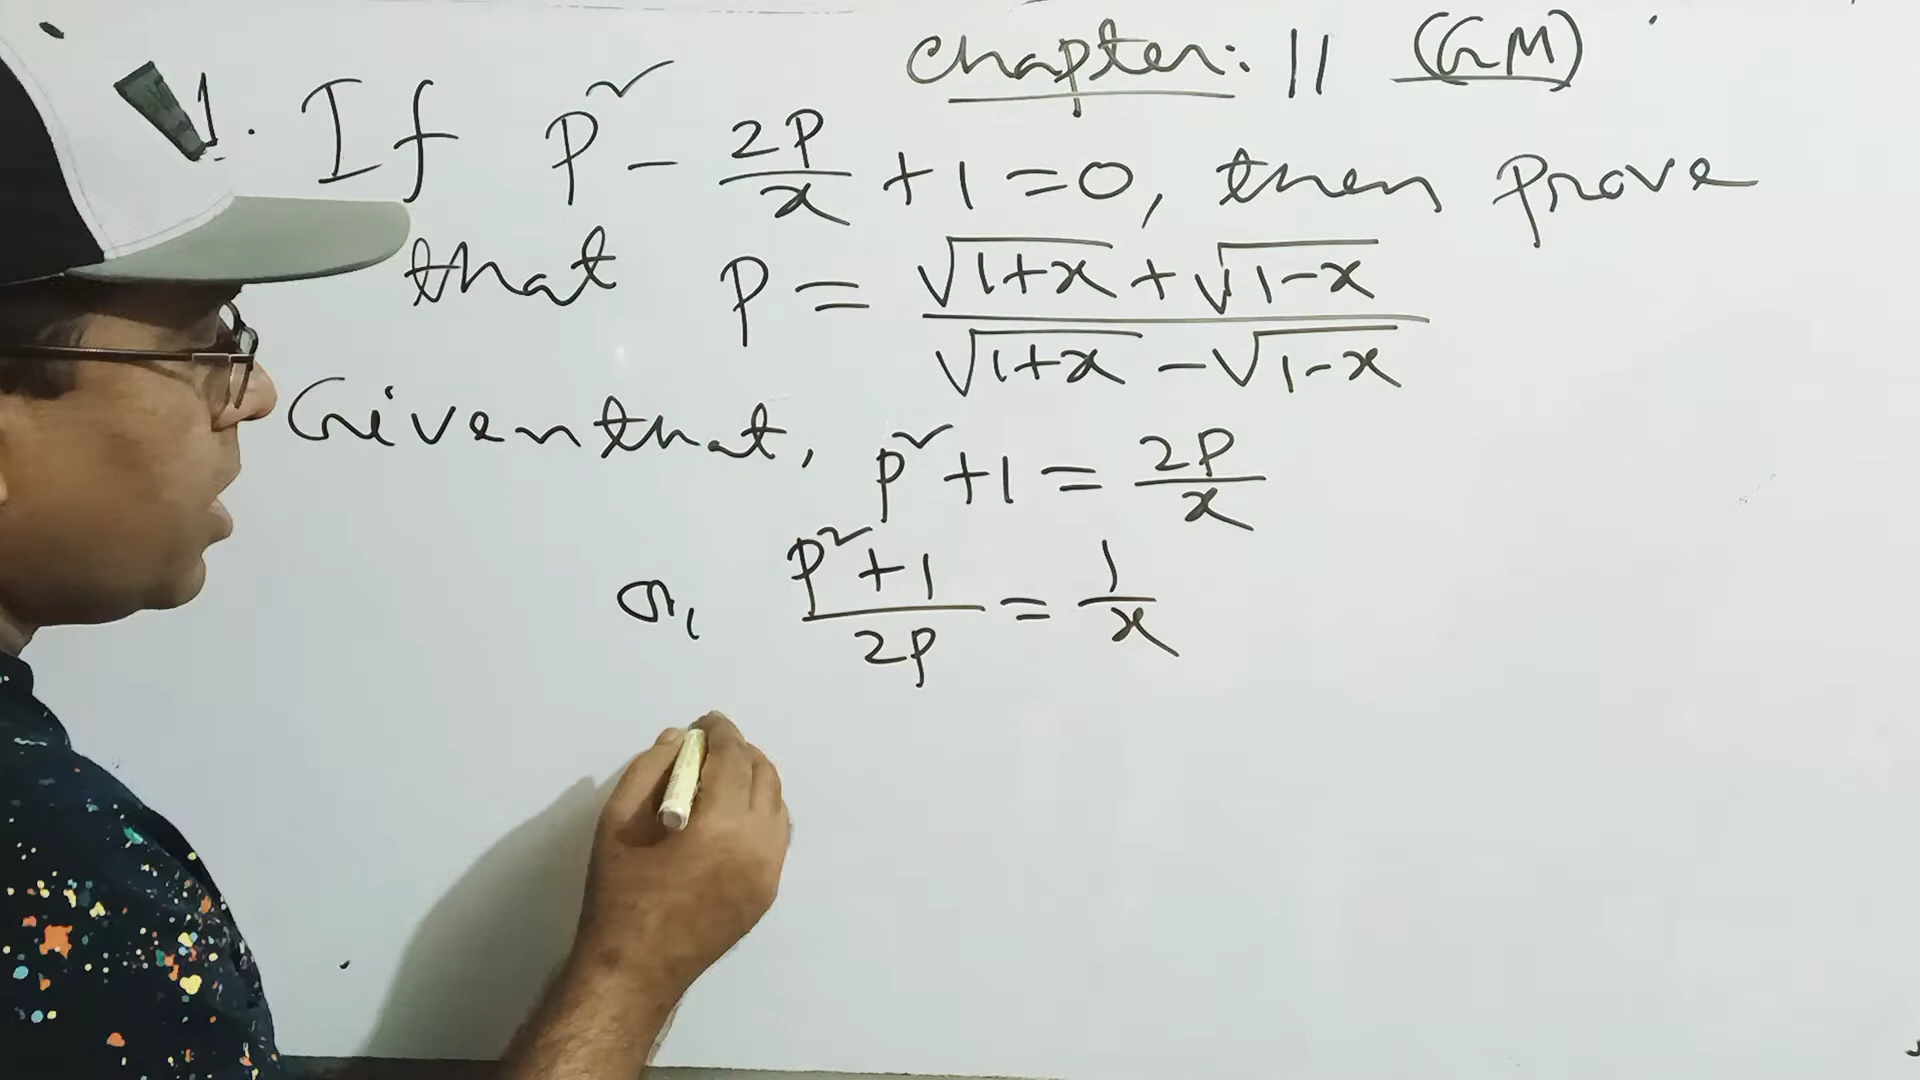 Chapter: 11 (GM)
1. If p² - 2p/x + 1 = 0, then prove
that p = (√(1+x) + √(1-x))/(√(1+x) - √(1-x))
Given that, p² + 1 = 2p/x
or, (p² + 1)/2p = 1/x